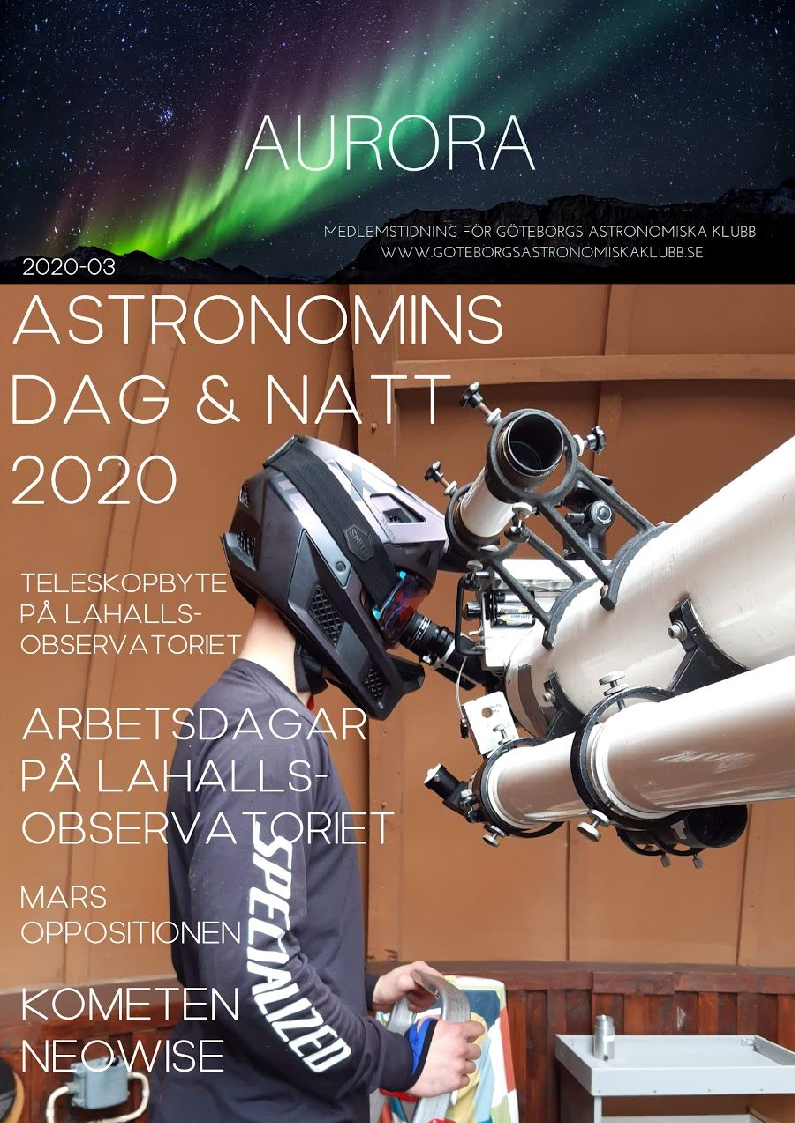 AURORA
MEDLEMSTIDNING FÖR GÖTEBORGS ASTRONOMISKA KLUBB
WWW.GOTEBORGSASTRONOMISKAKLUBB.SE
2020-03
ASTRONOMINS
DAG & NATT
2020
TELESKOPBYTE
PÅ LAHALLS-
OBSERVATORIET
ARBETSDAGAR
PÅ LAHALLS-
OBSERVATORIET
SPECIALIZED
MARS
OPPOSITIONEN
KOMETEN
NEOWISE